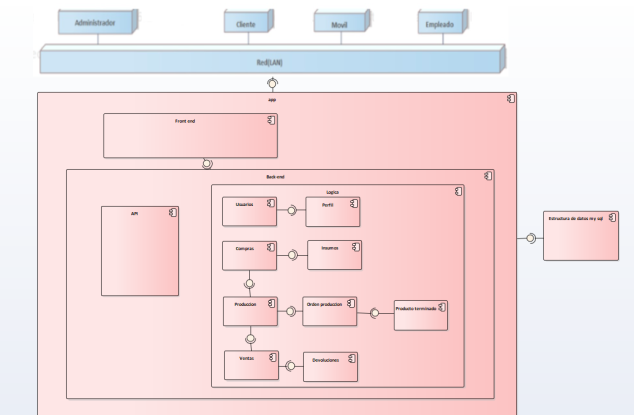 Administrador
Cliente
Movil
Empleado
Red(LAN)
app
Front end
Back end
Logica
API
Usuarios
Perfil
Compras
Insumos
Produccion
Orden produccion
Producto terminado
Ventas
Devoluciones
Estructura de datos my sql